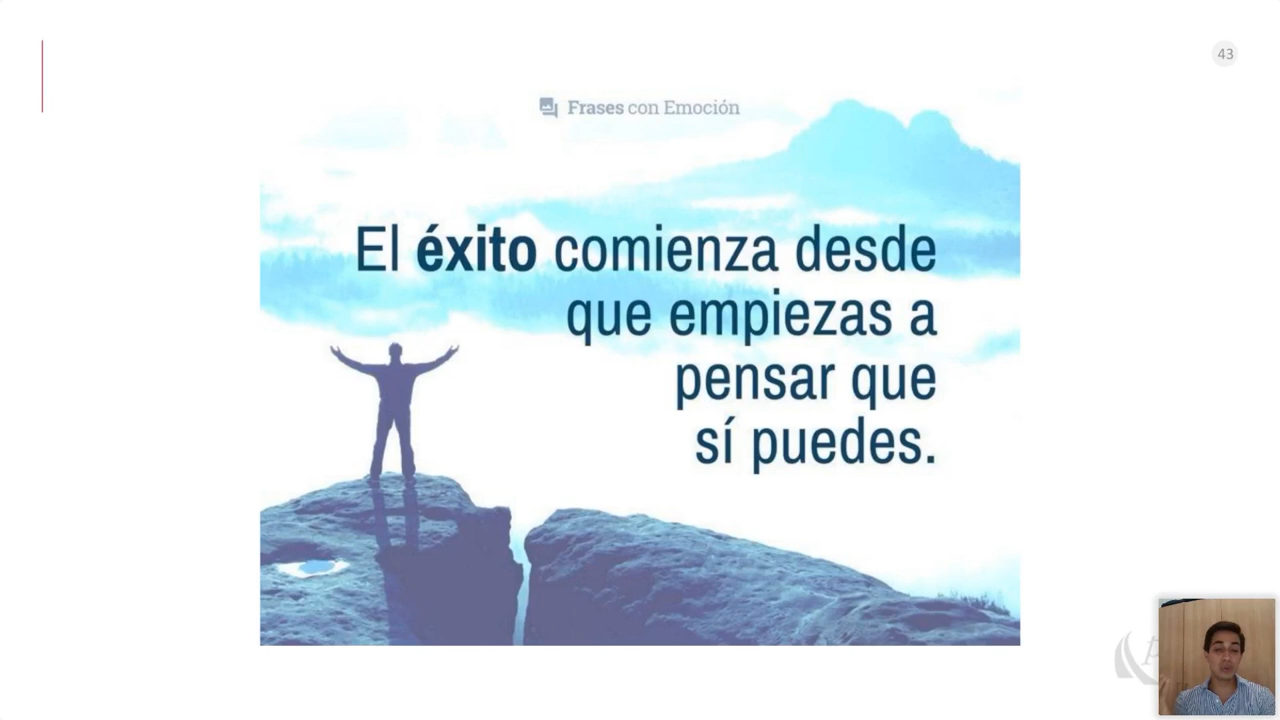 43
Frases con Emoción
El éxito comienza desde
que empiezas a
pensar que
sí puedes.